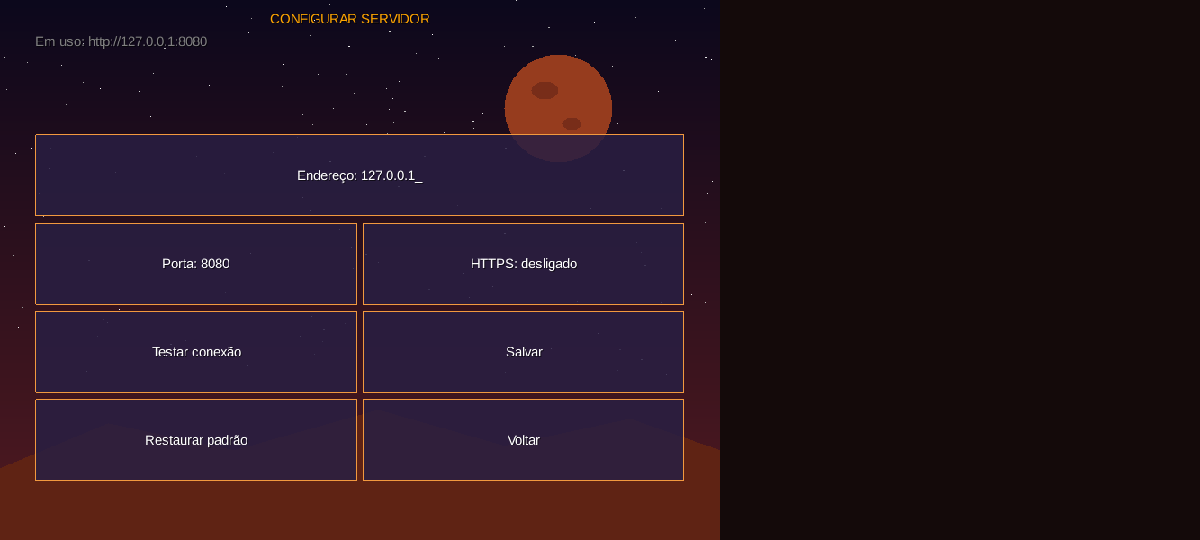 CONFIGURAR SERVIDOR
Em uso: http://127.0.0.1:8080
Endereço: 127.0.0.1_
Porta: 8080
HTTPS: desligado
Testar conexão
Salvar
Restaurar padrão
Voltar